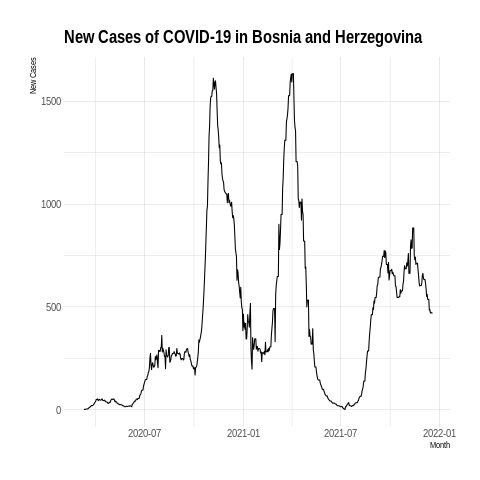 New Cases of COVID-19 in Bosnia and Herzegovina
New Cases
1500
1000
500
0
2020-07
2021-01
2021-07
2022-01
Month